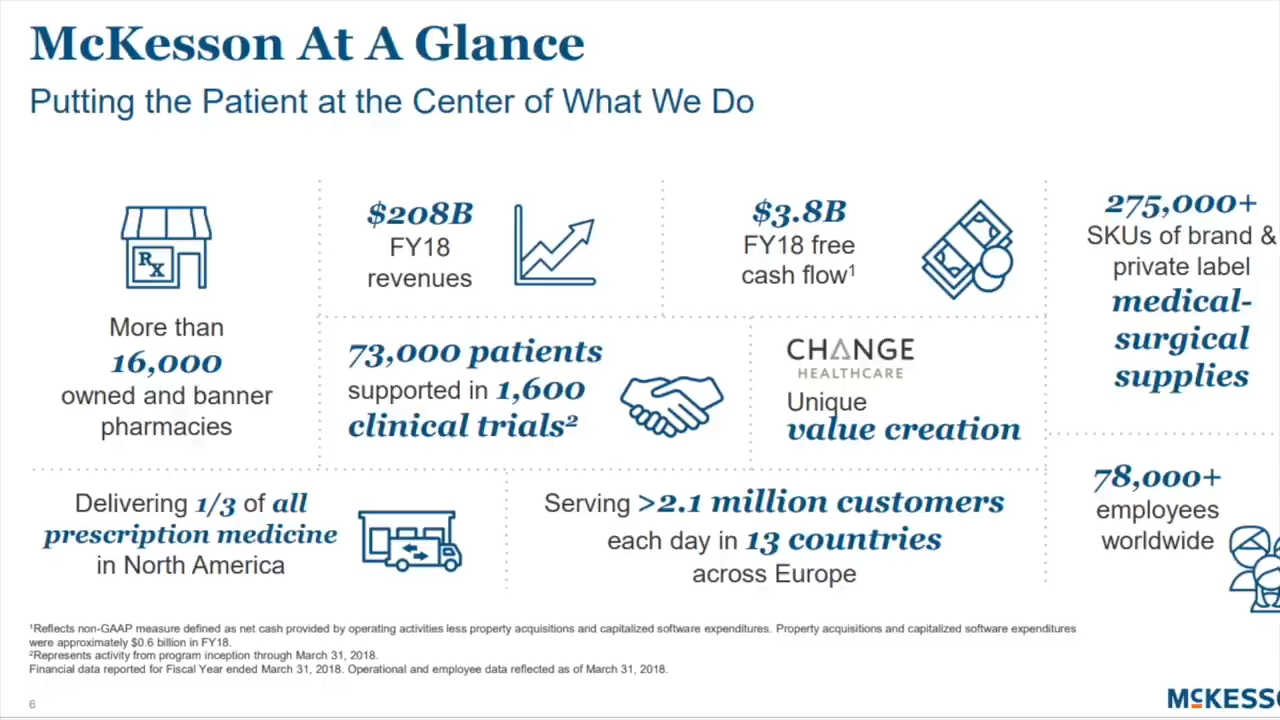 McKesson At A Glance
Putting the Patient at the Center of What We Do
Rx
More than
16,000
owned and banner
pharmacies
$208B
FY18
revenues
$3.8B
FY18 free
cash flow¹
275,000+
SKUs of brand &
private label
medical-
surgical
supplies
73,000 patients
supported in 1,600
clinical trials²
CHANGE
HEALTHCARE
Unique
value creation
Delivering 1/3 of all
prescription medicine
in North America
Serving >2.1 million customers
each day in 13 countries
across Europe
78,000+
employees
worldwide
¹Reflects non-GAAP measure defined as net cash provided by operating activities less property acquisitions and capitalized software expenditures. Property acquisitions and capitalized software expenditures
were approximately $0.6 billion in FY18.
²Represents activity from program inception through March 31, 2018.
Financial data reported for Fiscal Year ended March 31, 2018. Operational and employee data reflected as of March 31, 2018.
6
MCKESSO